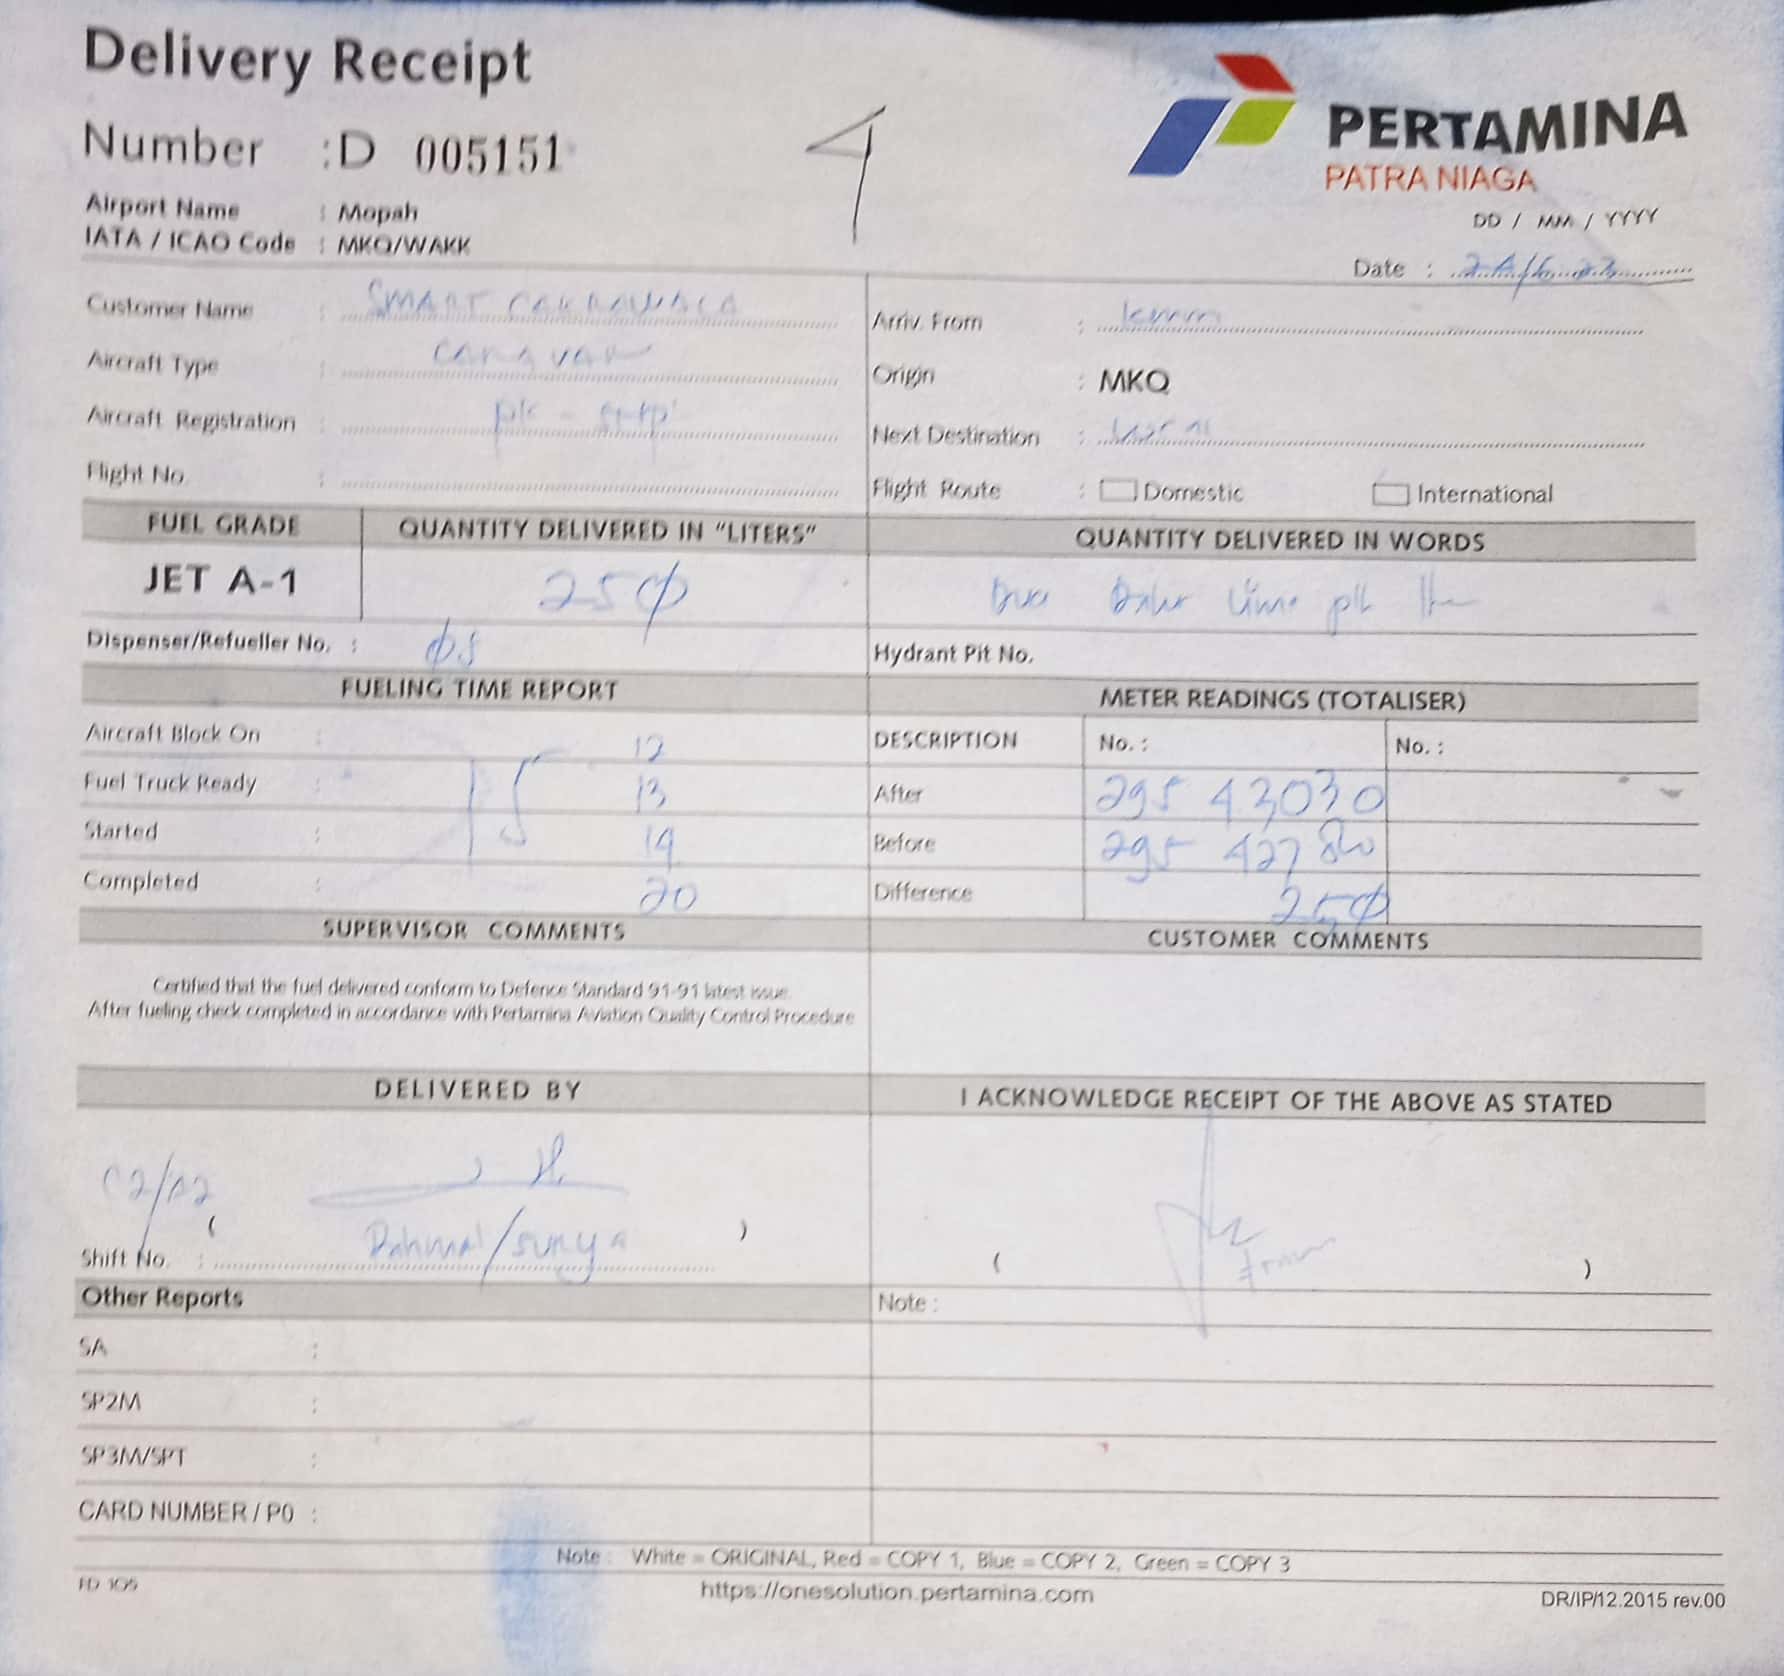 Delivery Receipt
Number : D 005151
4
PERTAMINA
PATRA NIAGA
Airport Name : Mopah
IATA / ICAO Code : MKQ/WAKK
DD / MM / YYYY
Date :
Customer Name : SMART CAKRAWALA
Arriv. From :
Aircraft Type : CARAVAN
Origin : MKQ
Aircraft Registration : PK -
Next Destination :
Flight No. :
Flight Route : Domestic International
FUEL GRADE QUANTITY DELIVERED IN "LITERS" QUANTITY DELIVERED IN WORDS
JET A-1 250 Dua lima
Dispenser/Refueller No. : 05 Hydrant Pit No.
FUELING TIME REPORT METER READINGS (TOTALISER)
Aircraft Block On : 12 DESCRIPTION No. : No. :
Fuel Truck Ready : 15 13 After 295 43030
Started : 14 Before 295 42780
Completed : 20 Difference 250
SUPERVISOR COMMENTS CUSTOMER COMMENTS
Certified that the fuel delivered conform to Defence Standard 91-91 latest issue.
After fueling check completed in accordance with Pertamina Aviation Quality Control Procedure
DELIVERED BY I ACKNOWLEDGE RECEIPT OF THE ABOVE AS STATED
( )
Shift No. : ( )
Other Reports Note :
SA :
SP2M :
SP3M/SPT :
CARD NUMBER / PO :
Note : White = ORIGINAL, Red = COPY 1, Blue = COPY 2, Green = COPY 3
FD 105 https://onesolution.pertamina.com DR/IP/12.2015 rev.00